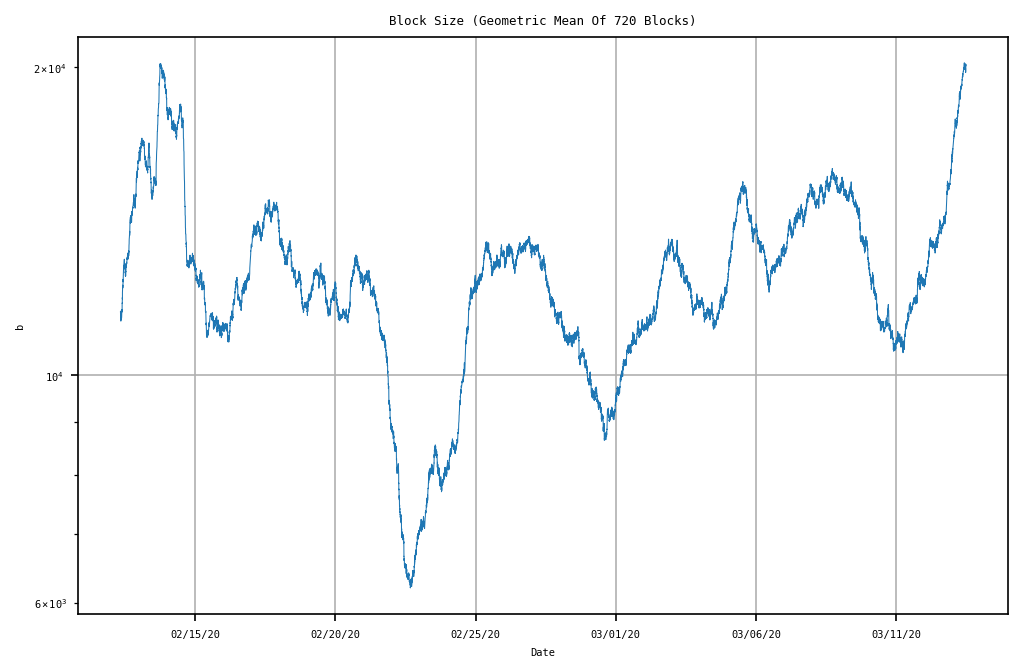 Block Size (Geometric Mean Of 720 Blocks)
2×10⁴
b
10⁴
6×10³
02/15/20 02/20/20 02/25/20 03/01/20 03/06/20 03/11/20
Date